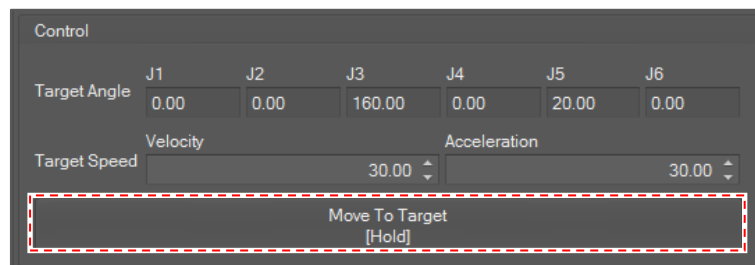 Control
J1 J2 J3 J4 J5 J6
Target Angle 0.00 0.00 160.00 0.00 20.00 0.00
Velocity Acceleration
Target Speed 30.00 30.00
Move To Target
[Hold]